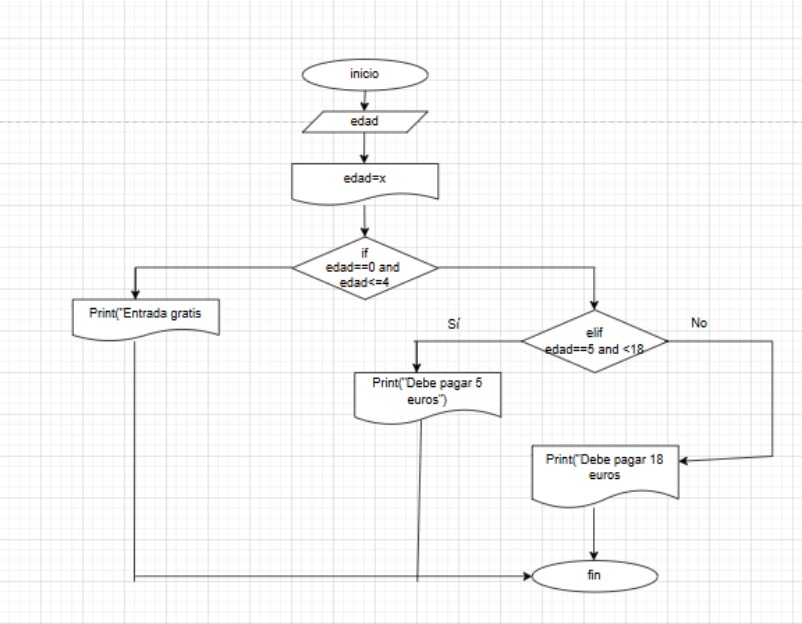 inicio
edad
edad=x
if
edad==0 and
edad<=4
Print("Entrada gratis
Sí
No
elif
edad==5 and <18
Print("Debe pagar 5
euros")
Print("Debe pagar 18
euros
fin